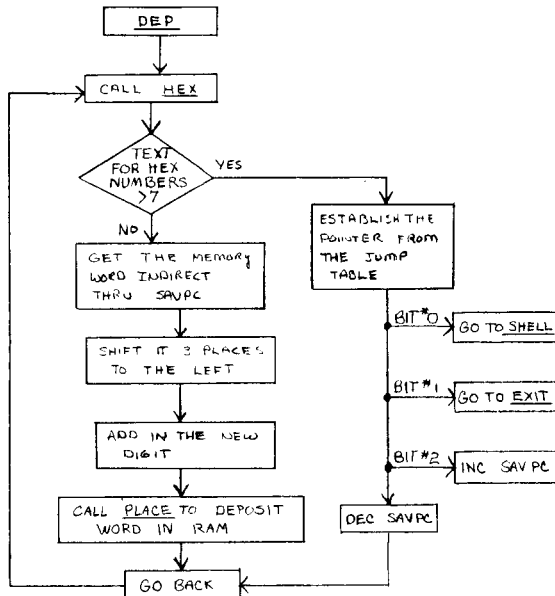 DEP
CALL HEX
TEXT
FOR HEX
NUMBERS
>7
YES
NO
GET THE MEMORY
WORD INDIRECT
THRU SAVPC
SHIFT IT 3 PLACES
TO THE LEFT
ADD IN THE NEW
DIGIT
CALL PLACE TO DEPOSIT
WORD IN RAM
GO BACK
ESTABLISH THE
POINTER FROM
THE JUMP
TABLE
BIT #0
GO TO SHELL
BIT #1
GO TO EXIT
BIT #2
INC SAVPC
DEC SAVPC